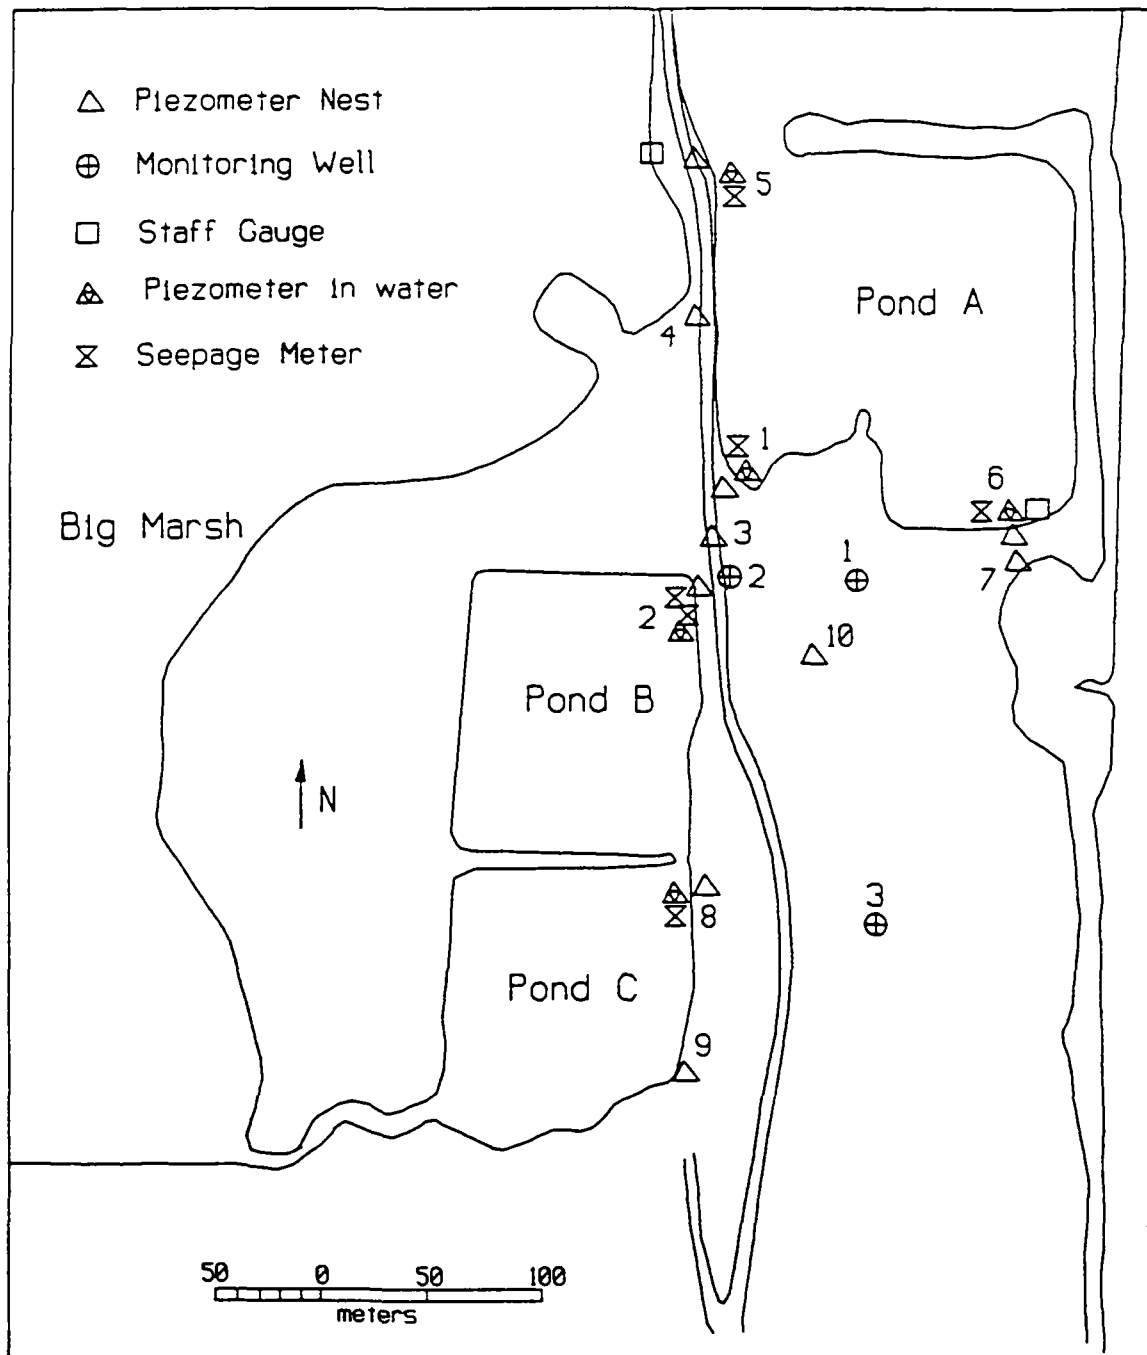 Piezometer Nest
Monitoring Well
Staff Gauge
Piezometer in water
Seepage Meter
5
Pond A
4
1
6
Big Marsh
3
2
1
7
2
10
Pond B
N
3
8
Pond C
9
50 0 50 100
meters